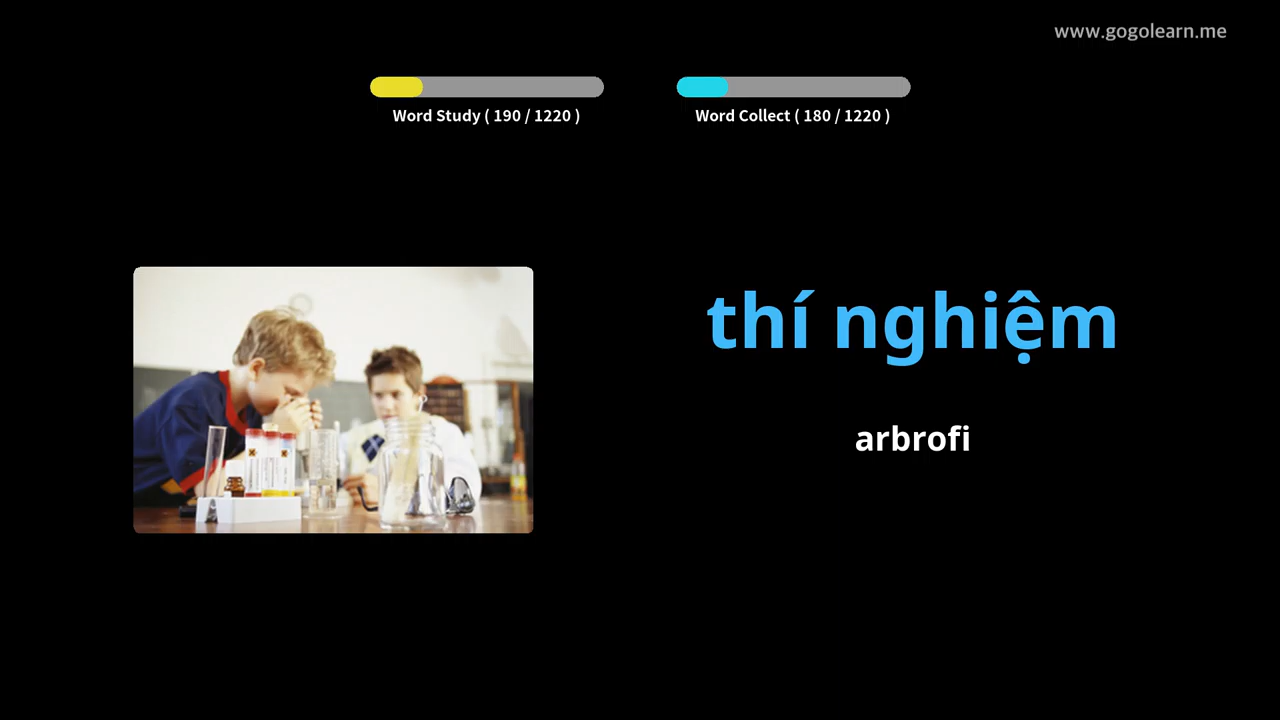 www.gogolearn.me
Word Study ( 190 / 1220 )
Word Collect ( 180 / 1220 )
thí nghiệm
arbrofi